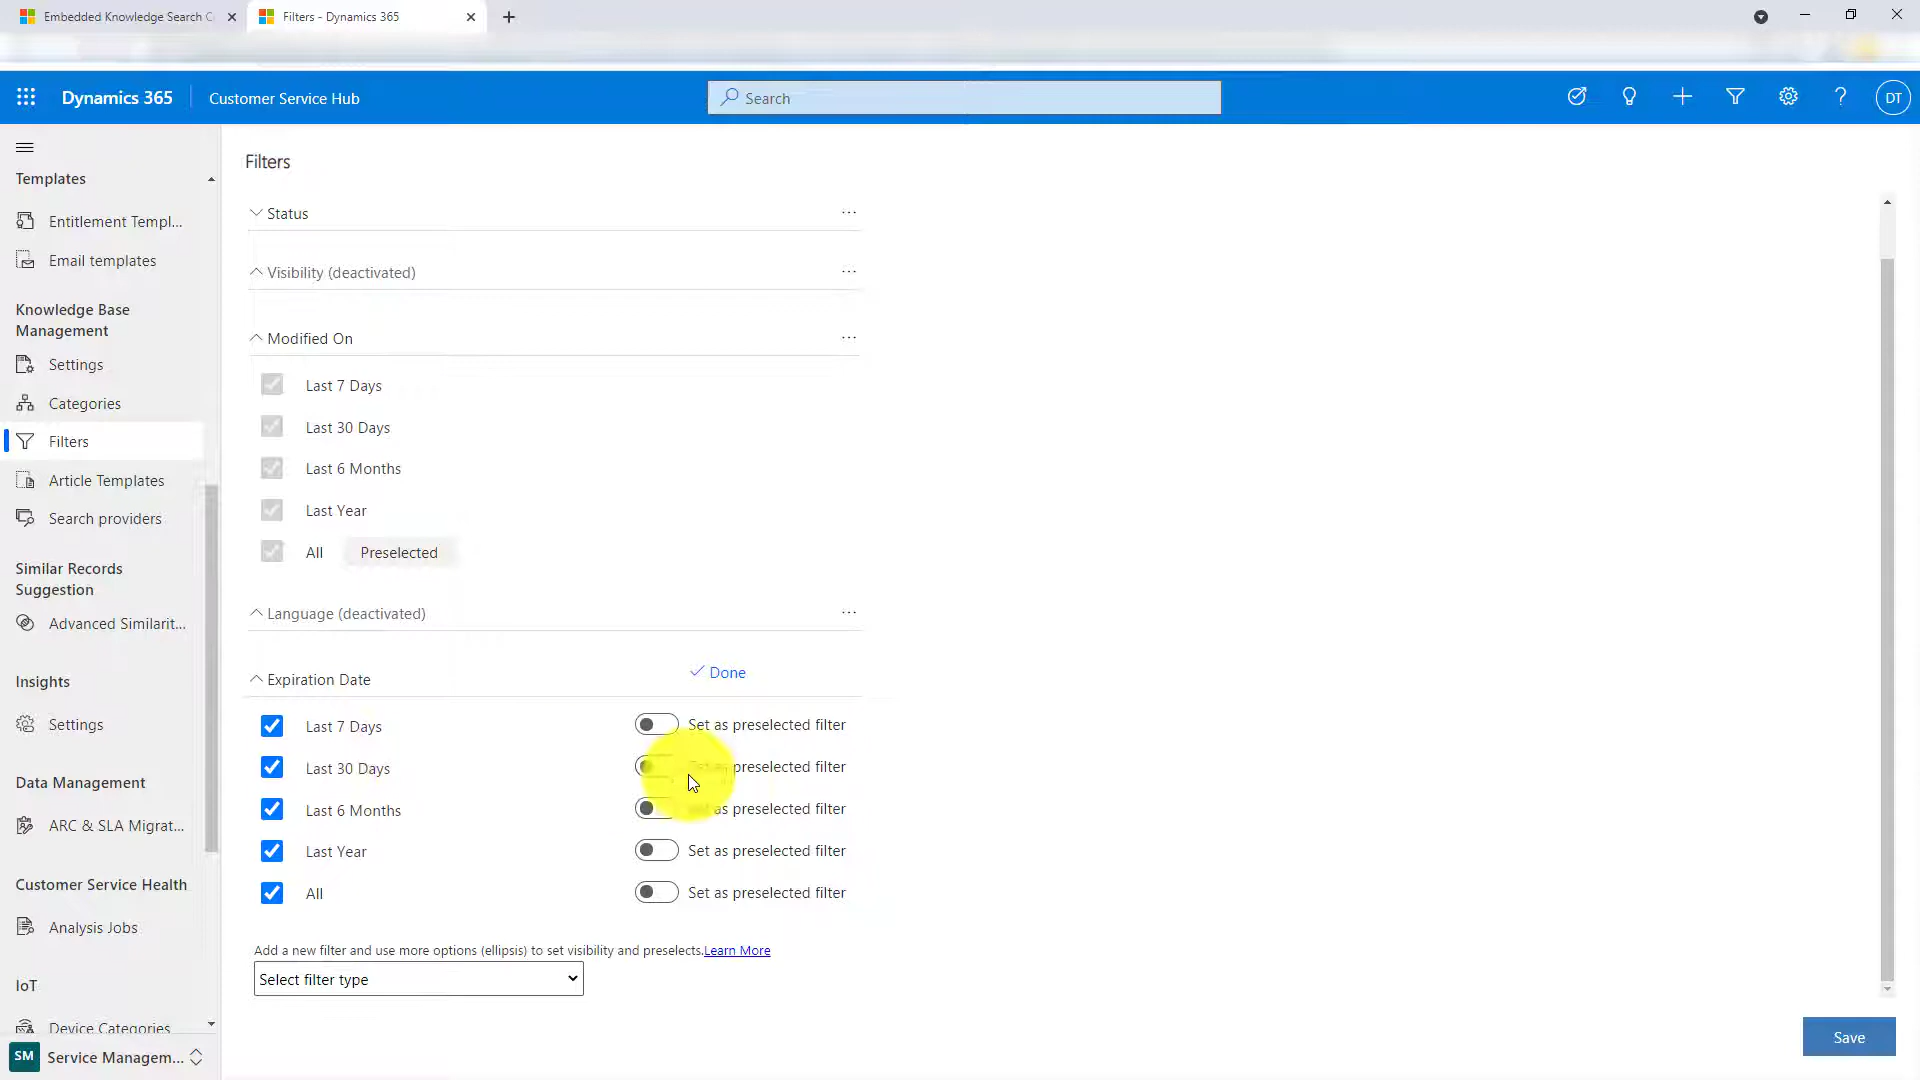 Embedded Knowledge Search C
Filters - Dynamics 365
Dynamics 365
Customer Service Hub
Search
DT
Templates
Entitlement Templ...
Email templates
Knowledge Base
Management
Settings
Categories
Filters
Article Templates
Search providers
Similar Records
Suggestion
Advanced Similarit...
Insights
Settings
Data Management
ARC & SLA Migrat...
Customer Service Health
Analysis Jobs
IoT
Device Categories
SM
Service Managem...
Filters
Status
Visibility (deactivated)
Modified On
Last 7 Days
Last 30 Days
Last 6 Months
Last Year
All Preselected
Language (deactivated)
Expiration Date Done
Last 7 Days Set as preselected filter
Last 30 Days Set as preselected filter
Last 6 Months Set as preselected filter
Last Year Set as preselected filter
All Set as preselected filter
Add a new filter and use more options (ellipsis) to set visibility and preselects.Learn More
Select filter type
Save